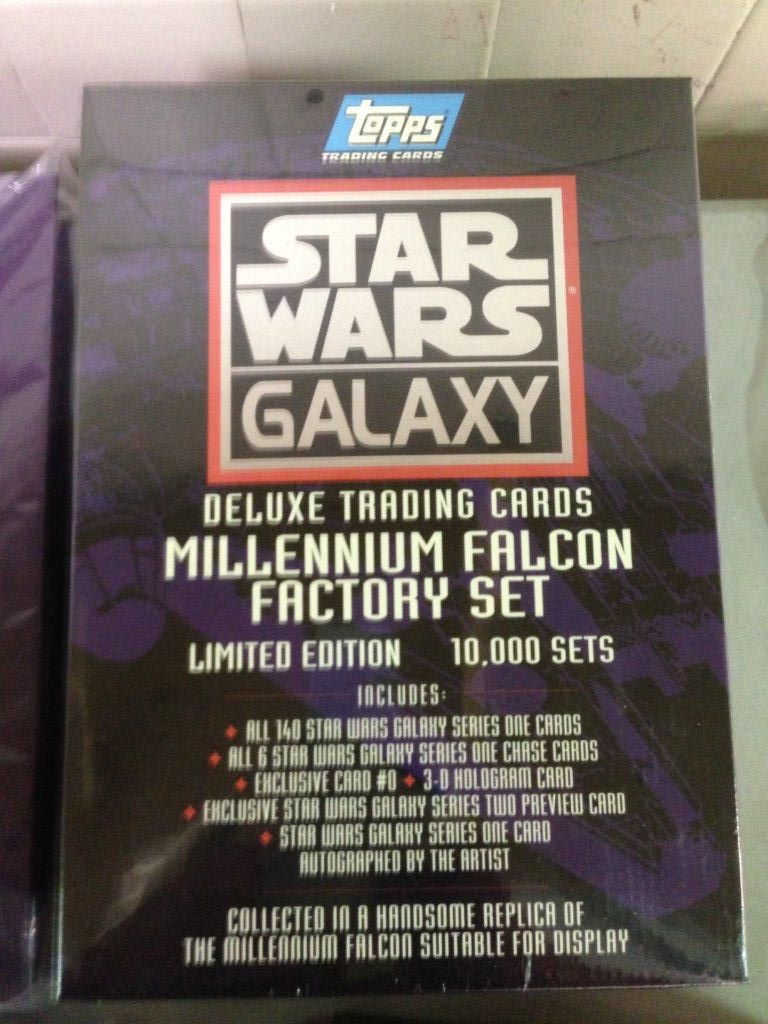 TOPPS
TRADING CARDS
STAR
WARS
®
GALAXY
DELUXE TRADING CARDS
MILLENNIUM FALCON
FACTORY SET
LIMITED EDITION 10,000 SETS
INCLUDES:
♦ ALL 140 STAR WARS GALAXY SERIES ONE CARDS
♦ ALL 6 STAR WARS GALAXY SERIES ONE CHASE CARDS
♦ EXCLUSIVE CARD #0 ♦ 3-D HOLOGRAM CARD
♦ EXCLUSIVE STAR WARS GALAXY SERIES TWO PREVIEW CARD
♦ STAR WARS GALAXY SERIES ONE CARD
AUTOGRAPHED BY THE ARTIST
COLLECTED IN A HANDSOME REPLICA OF
THE MILLENNIUM FALCON SUITABLE FOR DISPLAY